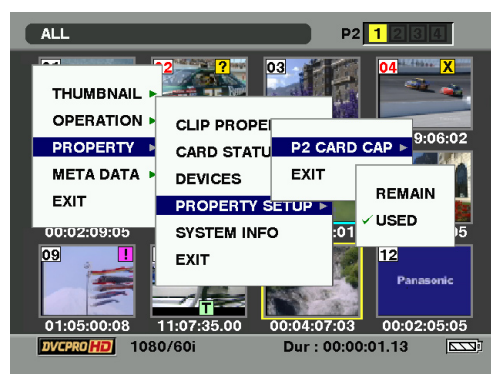 ALL P2 1 2 3 4
02 ? 03 04 X
THUMBNAIL
OPERATION
PROPERTY
META DATA
EXIT
CLIP PROPE
CARD STATU
DEVICES
PROPERTY SETUP
SYSTEM INFO
EXIT
P2 CARD CAP
EXIT
REMAIN
✓ USED
9:06:02
00:02:09:05 :01 05
09 ! 12
Panasonic
T
01:05:00:08 11:07:35.00 00:04:07:03 00:02:05:05
DVCPRO HD 1080/60i Dur : 00:00:01.13